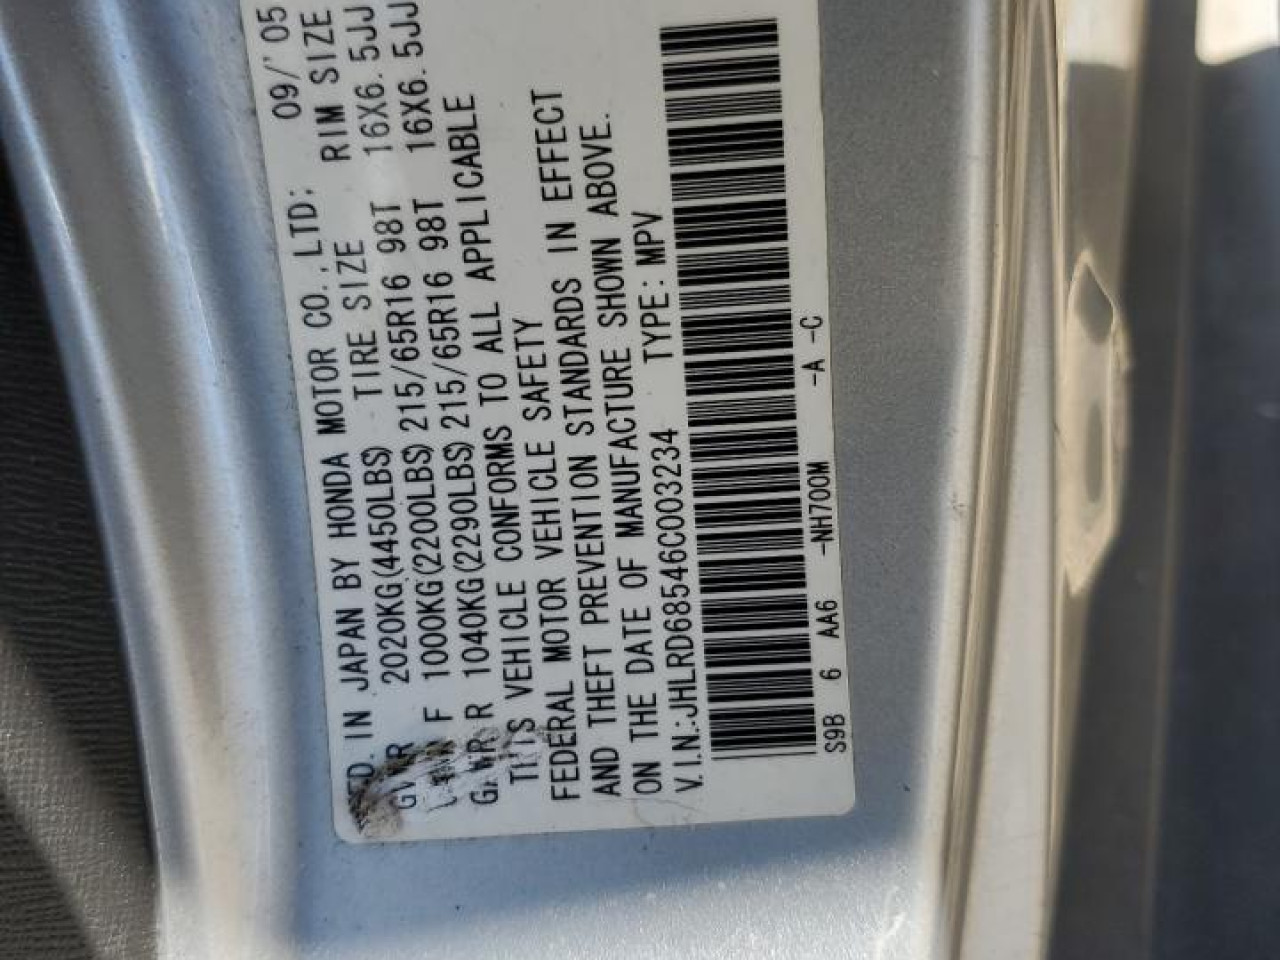 FD. IN JAPAN BY HONDA MOTOR CO.,LTD; 09/'05
2020KG(4450LBS) TIRE SIZE RIM SIZE
F 1000KG(2200LBS) 215/65R16 98T 16X6.5JJ
R 1040KG(2290LBS) 215/65R16 98T 16X6.5JJ
THIS VEHICLE CONFORMS TO ALL APPLICABLE
FEDERAL MOTOR VEHICLE SAFETY
AND THEFT PREVENTION STANDARDS IN EFFECT
ON THE DATE OF MANUFACTURE SHOWN ABOVE.
V.I.N.:JHLRD68546C003234 TYPE:MPV
S9B 6 AA6 -NH700M -A -C